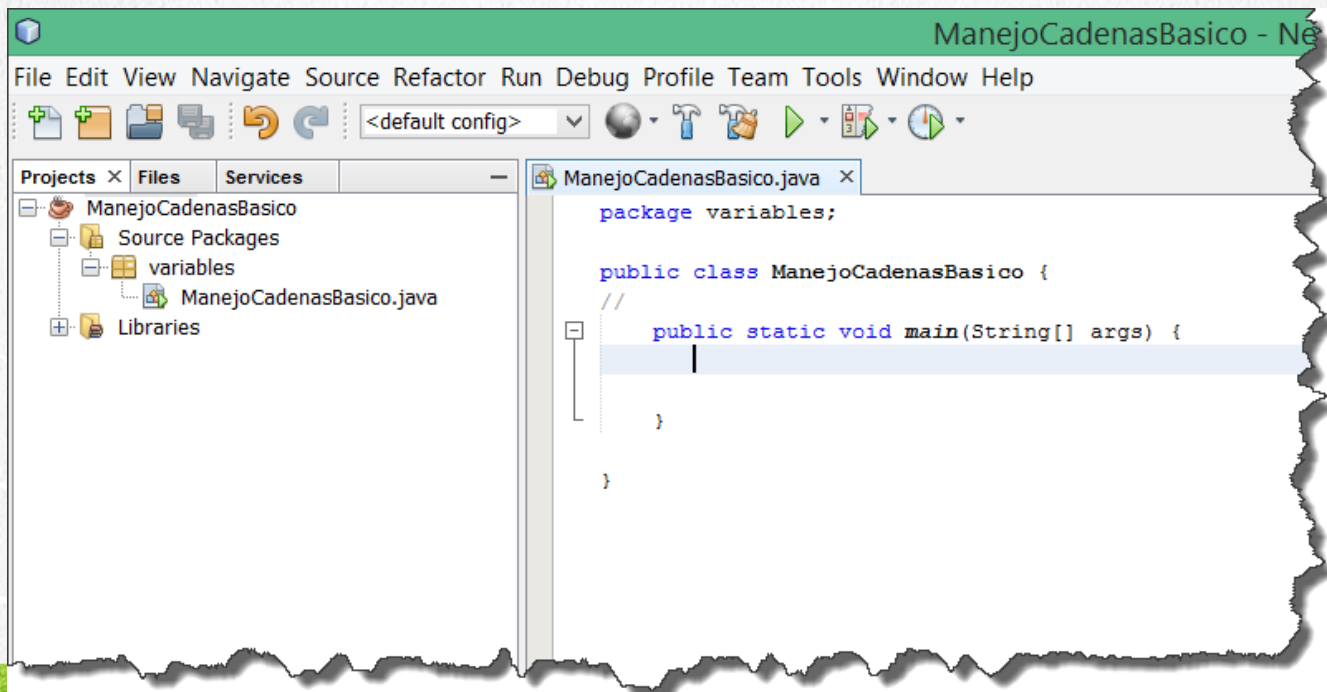 ManejoCadenasBasico - Ne
File Edit View Navigate Source Refactor Run Debug Profile Team Tools Window Help
<default config>
Projects Files Services
ManejoCadenasBasico
Source Packages
variables
ManejoCadenasBasico.java
Libraries
ManejoCadenasBasico.java
package variables;
public class ManejoCadenasBasico {
//
public static void main(String[] args) {
}
}